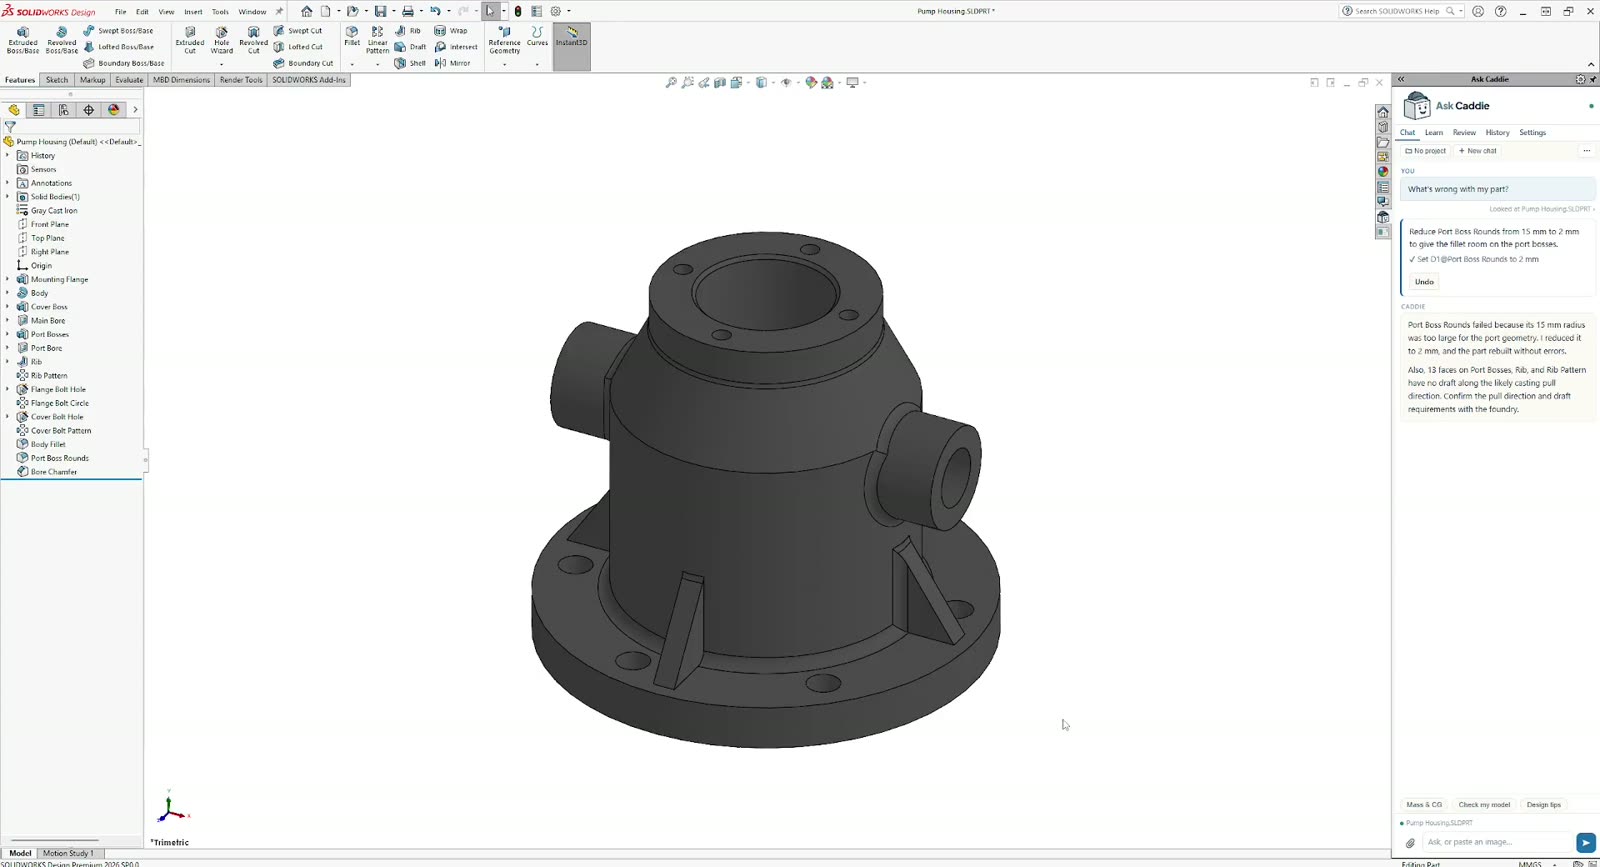 SOLIDWORKS Design
File Edit View Insert Tools Window
Pump Housing.SLDPRT *
Search SOLIDWORKS Help
Extruded Boss/Base
Revolved Boss/Base
Swept Boss/Base
Lofted Boss/Base
Boundary Boss/Base
Extruded Cut
Hole Wizard
Revolved Cut
Swept Cut
Lofted Cut
Boundary Cut
Fillet
Linear Pattern
Rib
Draft
Shell
Wrap
Intersect
Mirror
Reference Geometry
Curves
Instant3D
Features Sketch Markup Evaluate MBD Dimensions Render Tools SOLIDWORKS Add-Ins
Pump Housing (Default) <<Default>_
History
Sensors
Annotations
Solid Bodies(1)
Gray Cast Iron
Front Plane
Top Plane
Right Plane
Origin
Mounting Flange
Body
Cover Boss
Main Bore
Port Bosses
Port Bore
Rib
Rib Pattern
Flange Bolt Hole
Flange Bolt Circle
Cover Bolt Hole
Cover Bolt Pattern
Body Fillet
Port Boss Rounds
Bore Chamfer
*Trimetric
Model Motion Study 1
SOLIDWORKS Design Premium 2026 SP0.0
Editing Part
MMGS
Ask Caddie
Ask Caddie
Chat Learn Review History Settings
No project + New chat ...
YOU
What's wrong with my part?
Looked at Pump Housing.SLDPRT ›
Reduce Port Boss Rounds from 15 mm to 2 mm
to give the fillet room on the port bosses.
✓ Set D1@Port Boss Rounds to 2 mm
Undo
CADDIE
Port Boss Rounds failed because its 15 mm radius
was too large for the port geometry. I reduced it
to 2 mm, and the part rebuilt without errors.
Also, 13 faces on Port Bosses, Rib, and Rib Pattern
have no draft along the likely casting pull
direction. Confirm the pull direction and draft
requirements with the foundry.
Mass & CG Check my model Design tips
Pump Housing.SLDPRT
Ask, or paste an image...